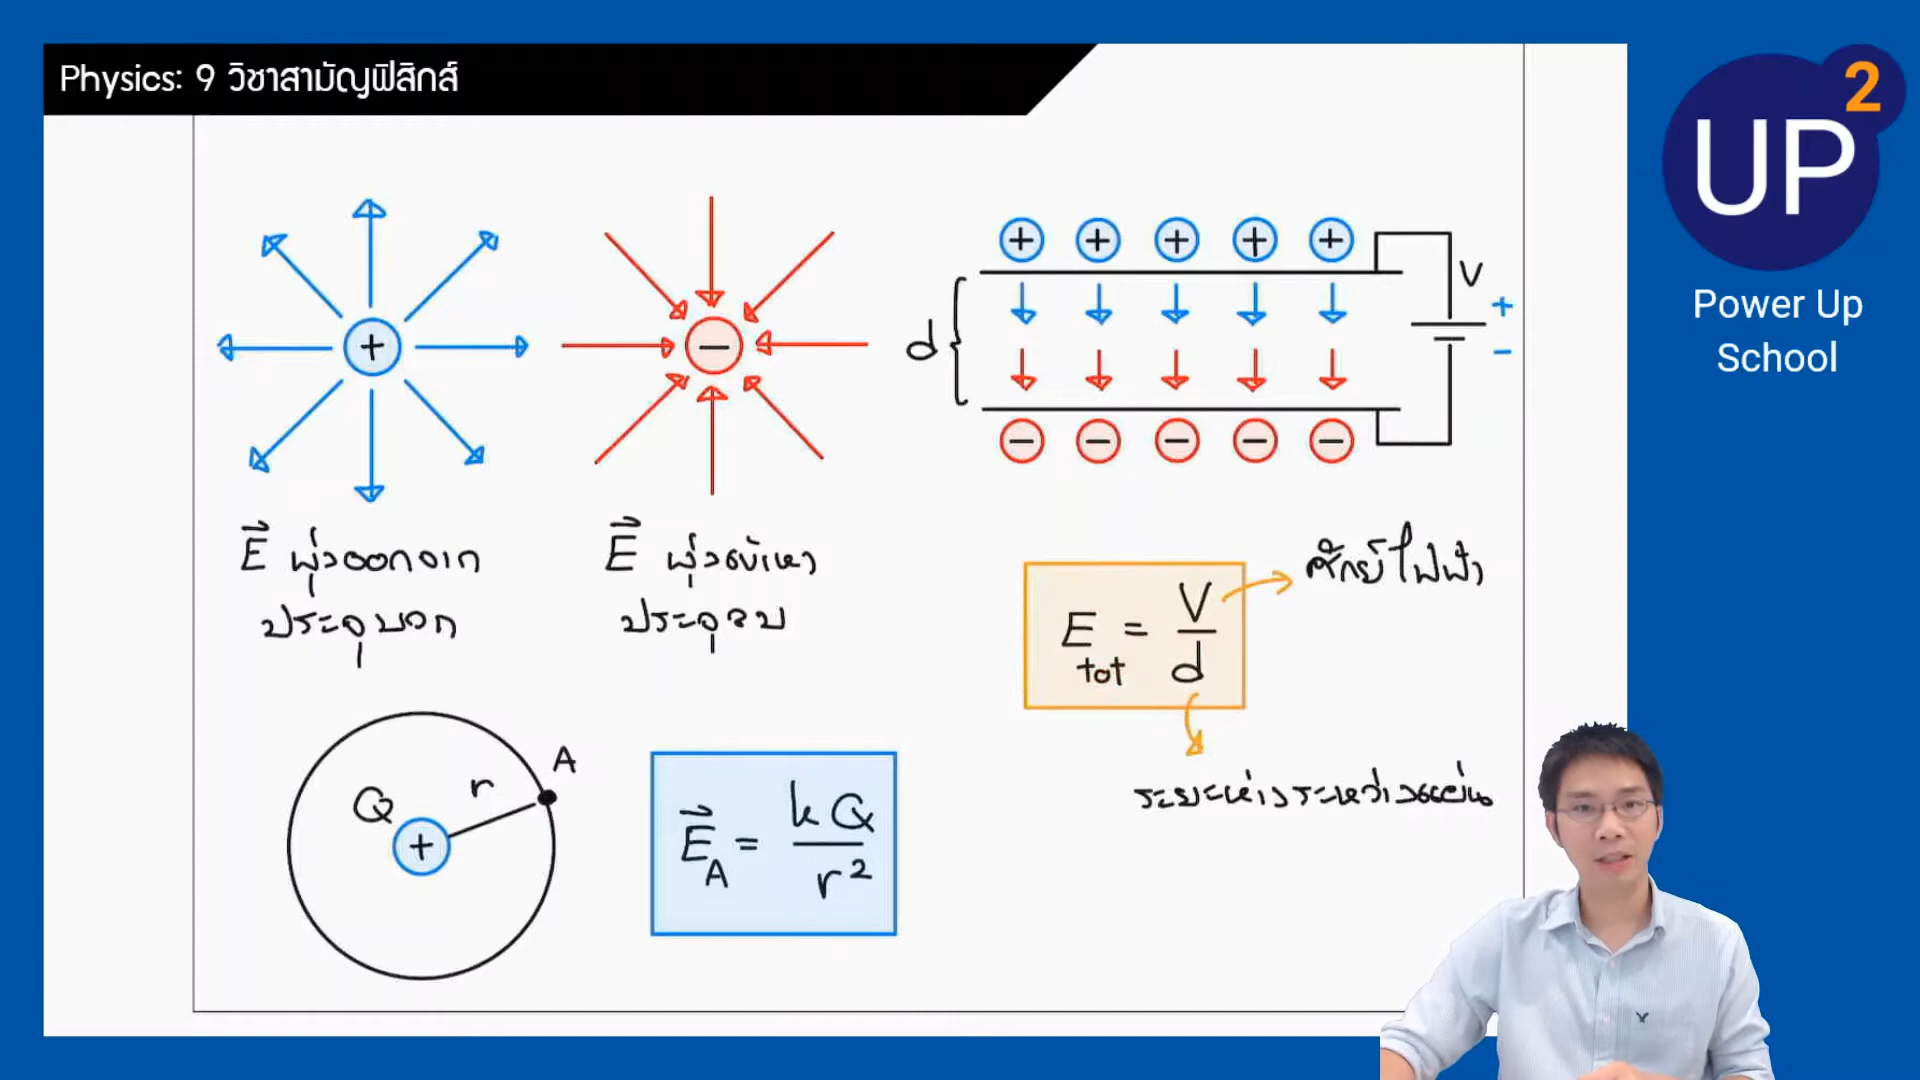 Physics: 9 วิชาสามัญฟิสิกส์
2
UP
Power Up
School
+ + + + +
V
+
−
d
+
−
− − − − −
E⃗ พุ่งออกจาก
ประจุบวก
E⃗ พุ่งเข้าหา
ประจุลบ
E tot = V/d
ศักย์ไฟฟ้า
ระยะห่างระหว่างแผ่น
Q
+
r
A
E⃗_A = kQ/r²